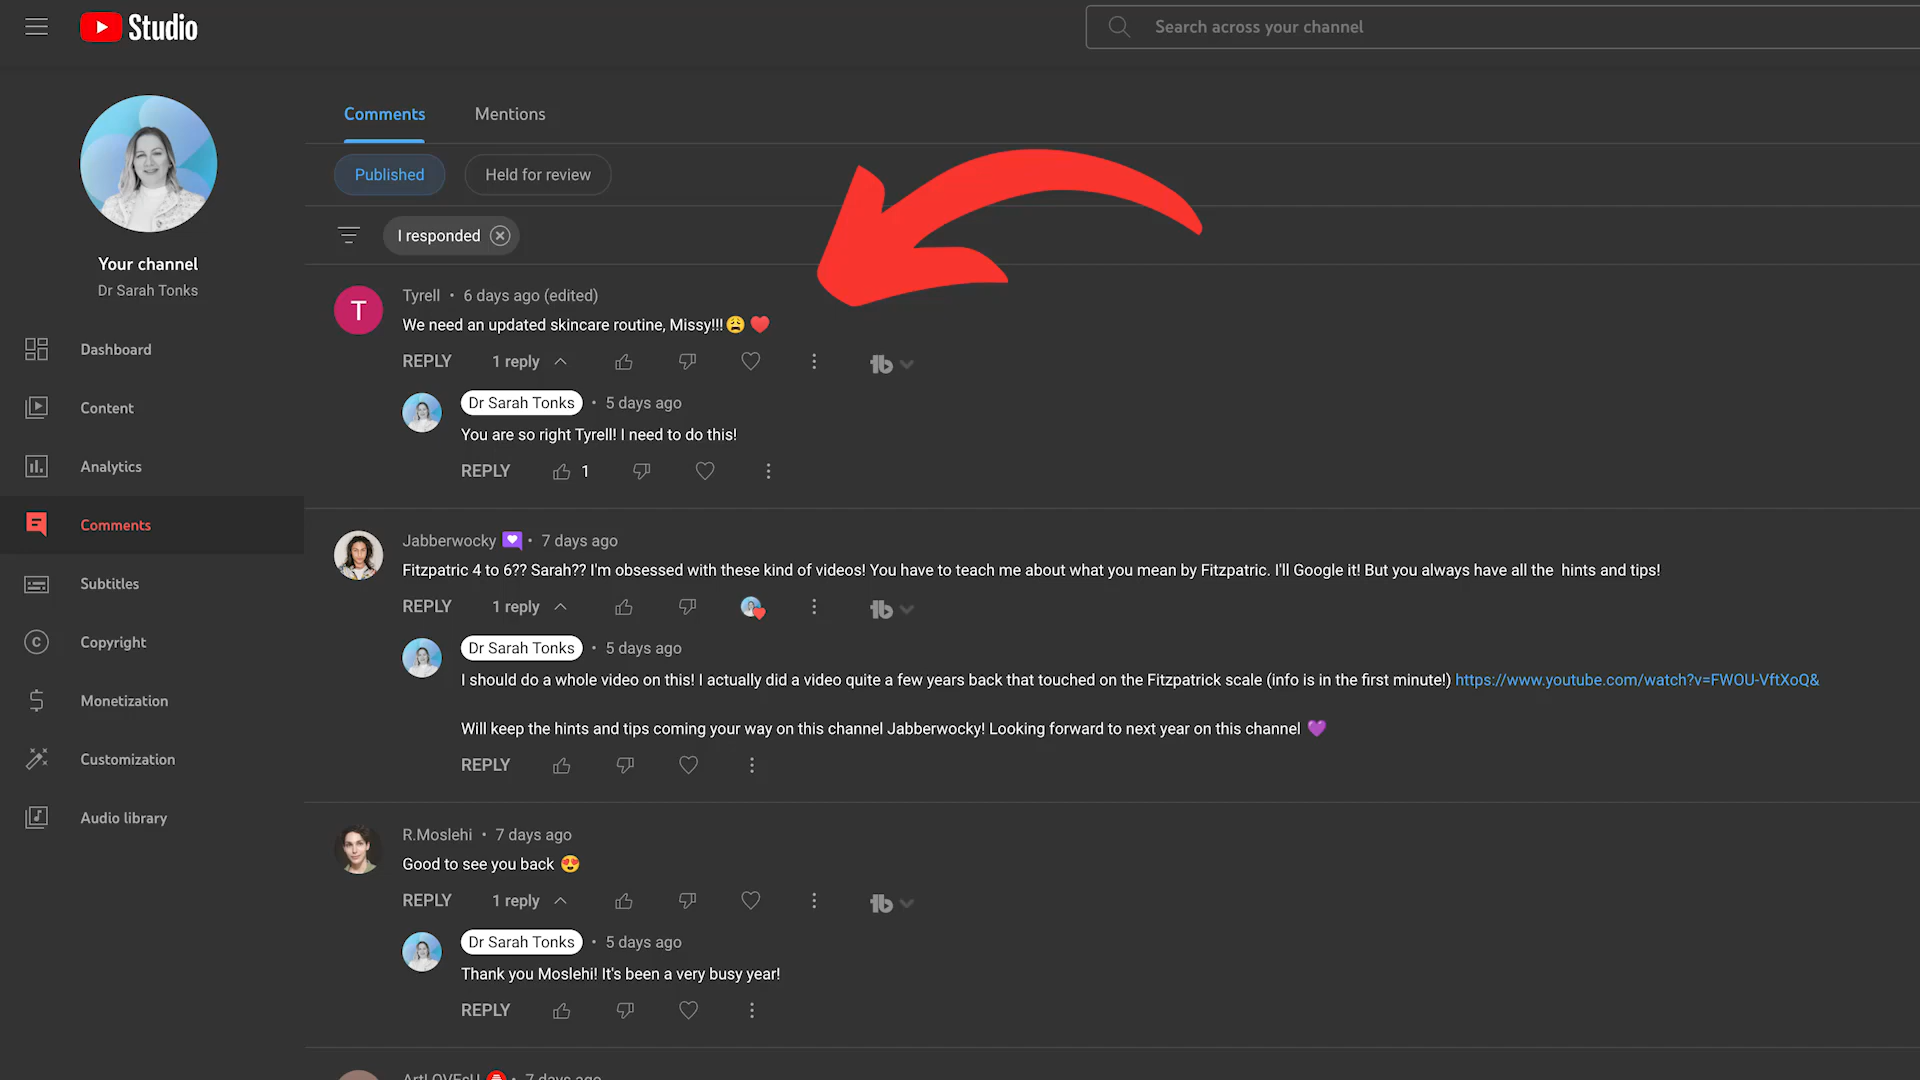 Studio
Search across your channel
Your channel
Dr Sarah Tonks
Dashboard
Content
Analytics
Comments
Subtitles
Copyright
Monetization
Customization
Audio library
Comments Mentions
Published Held for review
I responded
T
Tyrell • 6 days ago (edited)
We need an updated skincare routine, Missy!!!😩 ♥️
REPLY 1 reply
Dr Sarah Tonks • 5 days ago
You are so right Tyrell! I need to do this!
REPLY 1
Jabberwocky • 7 days ago
Fitzpatric 4 to 6?? Sarah?? I'm obsessed with these kind of videos! You have to teach me about what you mean by Fitzpatric. I'll Google it! But you always have all the hints and tips!
REPLY 1 reply
Dr Sarah Tonks • 5 days ago
I should do a whole video on this! I actually did a video quite a few years back that touched on the Fitzpatrick scale (info is in the first minute!) https://www.youtube.com/watch?v=FWOU-VftXoQ&
Will keep the hints and tips coming your way on this channel Jabberwocky! Looking forward to next year on this channel 💜
REPLY
R.Moslehi • 7 days ago
Good to see you back 😍
REPLY 1 reply
Dr Sarah Tonks • 5 days ago
Thank you Moslehi! It's been a very busy year!
REPLY
ArtLOVEsU • 7 days ago